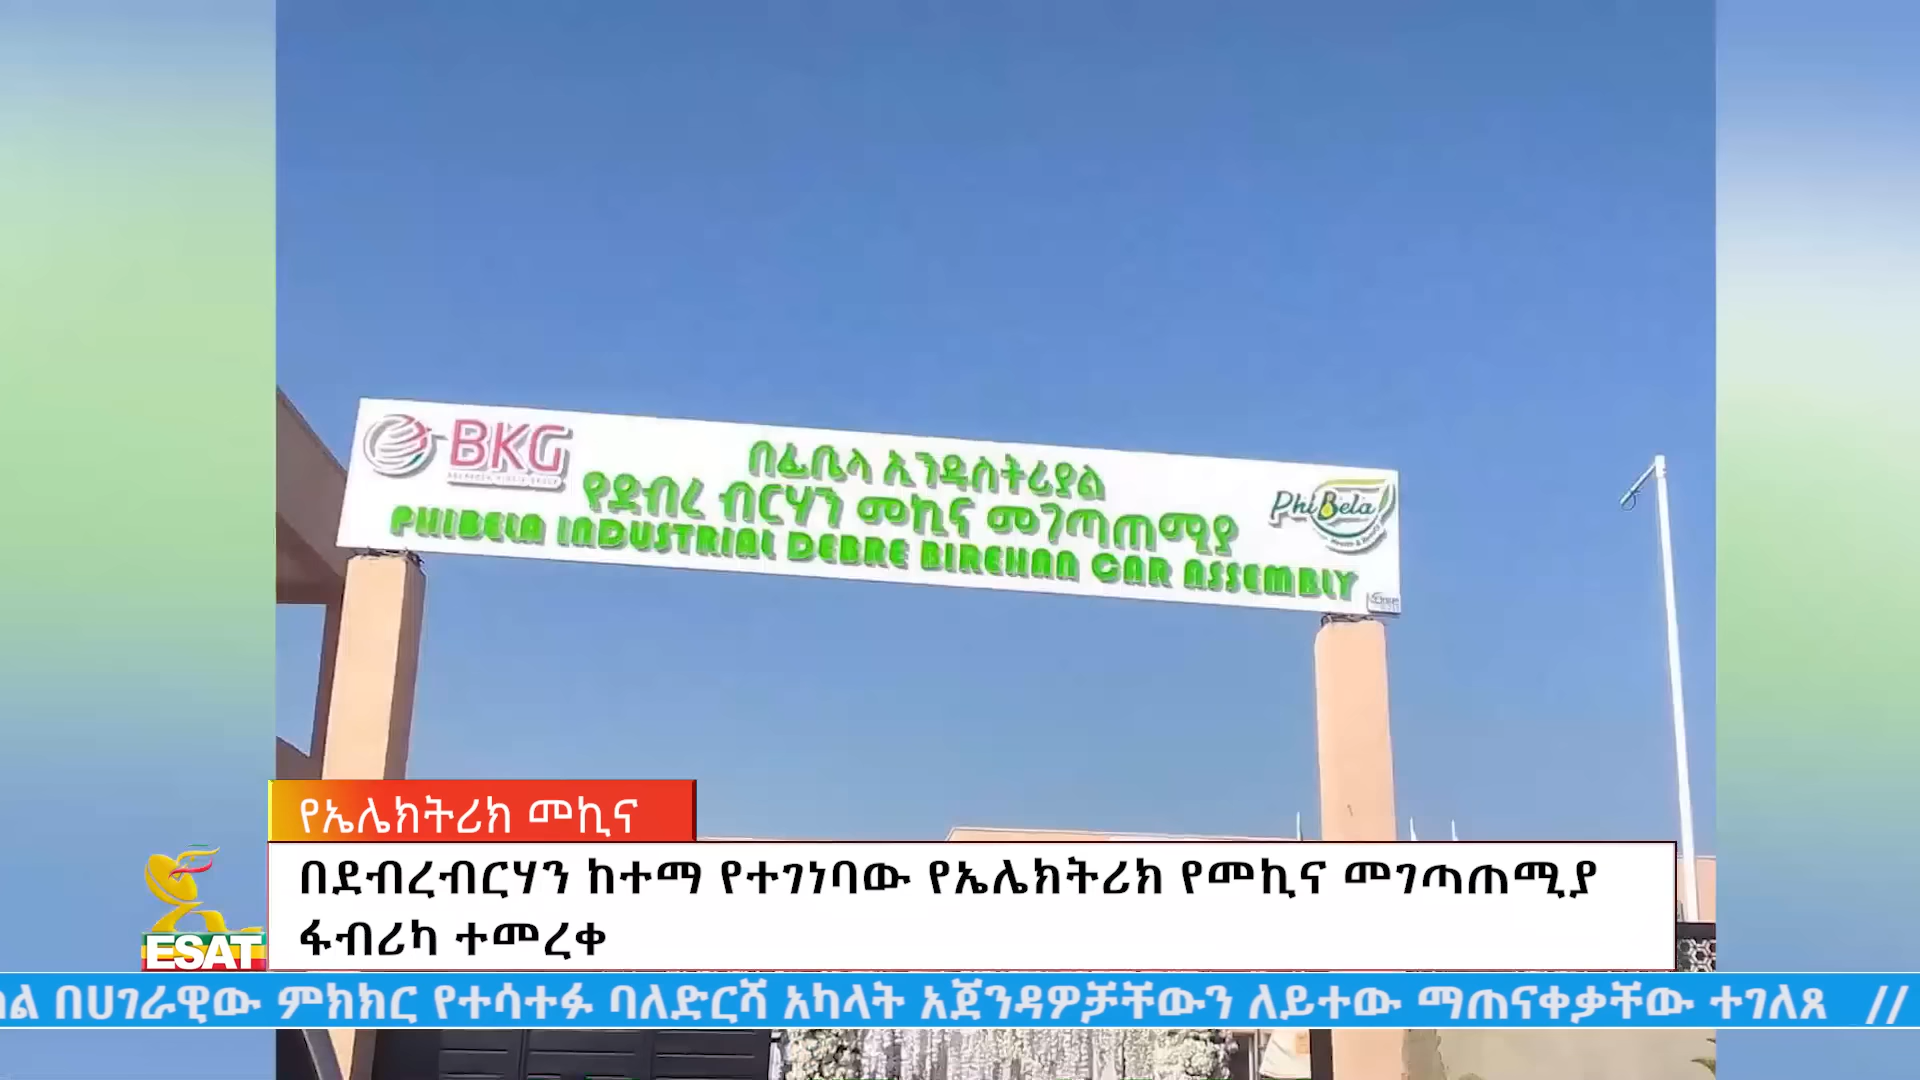 BKG
በፊቤላ ኢንዱስትሪያል
የደብረ ብርሃን መኪና መገጣጠሚያ
PHIBELA INDUSTRIAL DEBRE BIREHAN CAR ASSEMBLY
PhiBela
Health &
የኤሌክትሪክ መኪና
በደብረብርሃን ከተማ የተገነባው የኤሌክትሪክ የመኪና መገጣጠሚያ
ፋብሪካ ተመረቀ
ESAT
በሀገራዊው ምክክር የተሳተፉ ባለድርሻ አካላት አጀንዳዎቻቸውን ለይተው ማጠናቀቃቸው ተገለጸ //